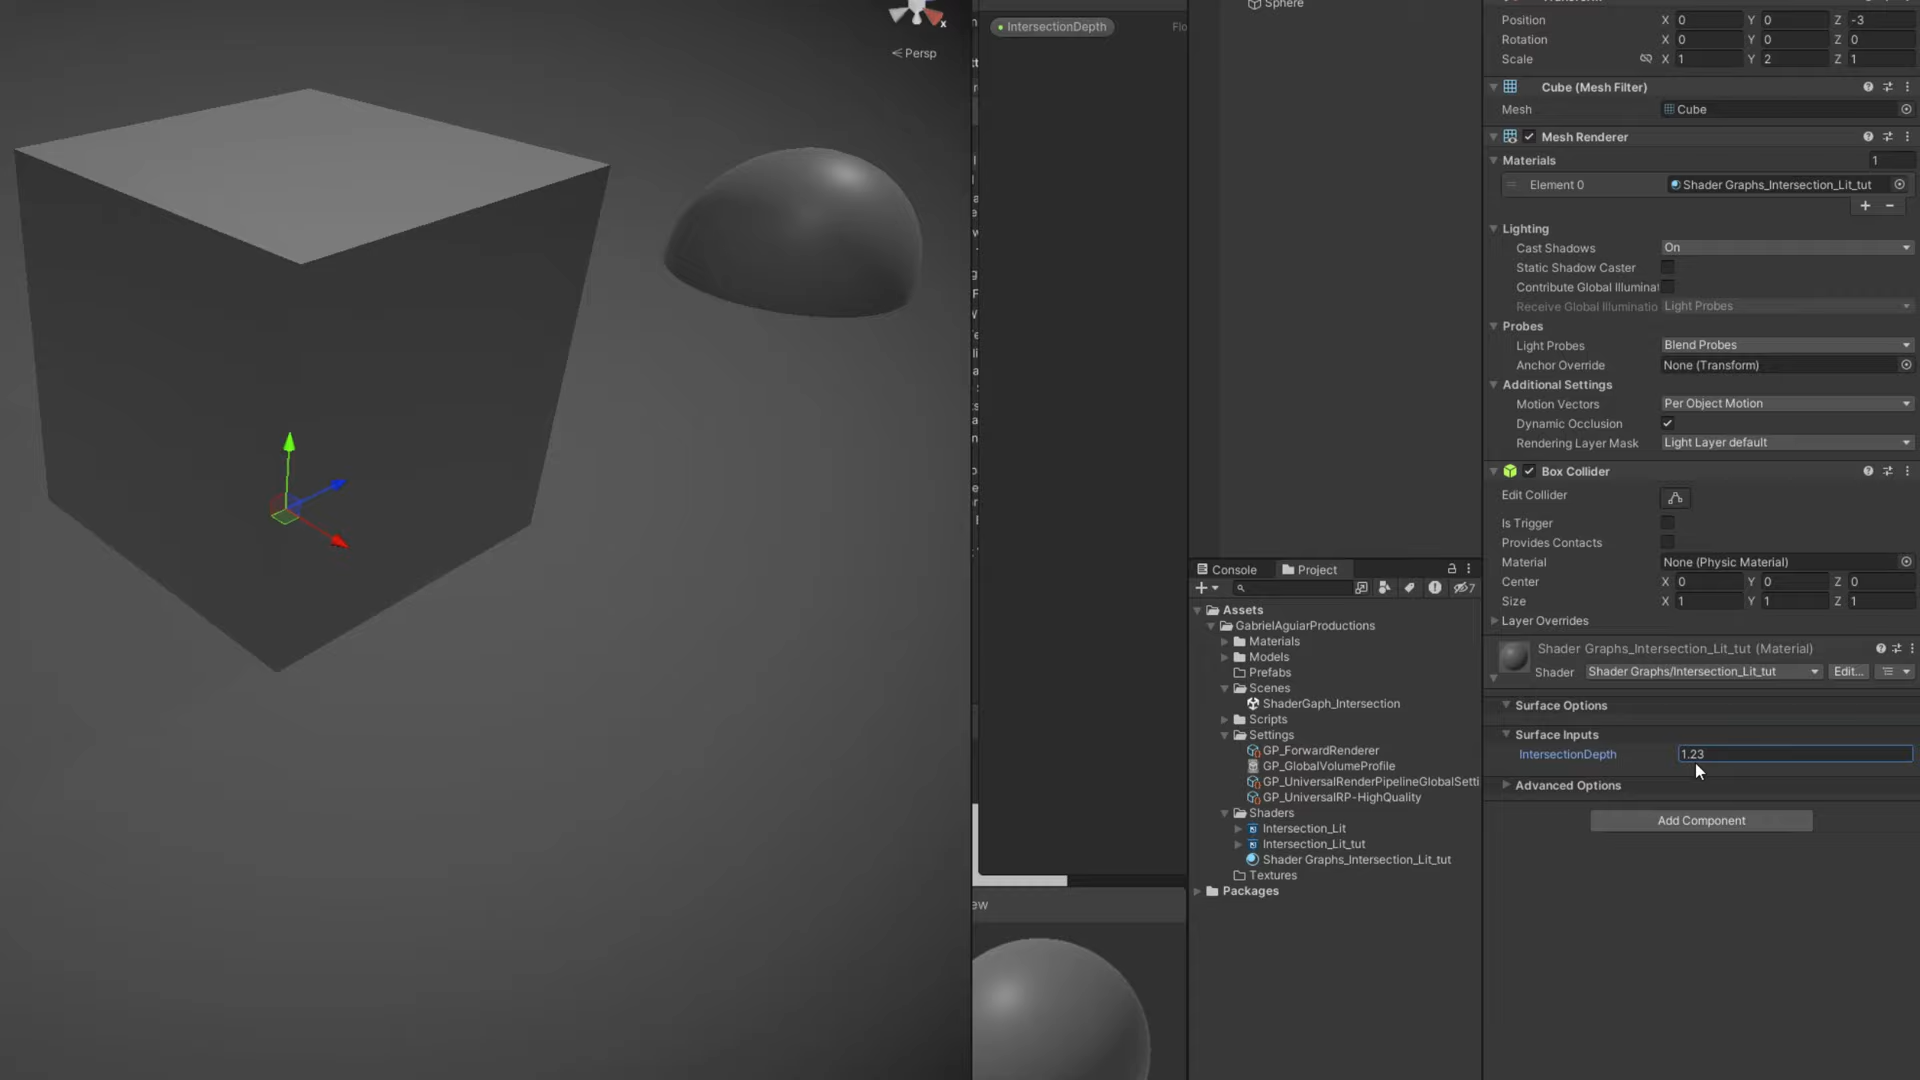 x
Persp
IntersectionDepth
Flo
ew
Sphere
Console
Project
7
Assets
GabrielAguiarProductions
Materials
Models
Prefabs
Scenes
ShaderGaph_Intersection
Scripts
Settings
GP_ForwardRenderer
GP_GlobalVolumeProfile
GP_UniversalRenderPipelineGlobalSetti
GP_UniversalRP-HighQuality
Shaders
Intersection_Lit
Intersection_Lit_tut
Shader Graphs_Intersection_Lit_tut
Textures
Packages
Position X 0 Y 0 Z -3
Rotation X 0 Y 0 Z 0
Scale X 1 Y 2 Z 1
Cube (Mesh Filter)
Mesh Cube
Mesh Renderer
Materials 1
Element 0 Shader Graphs_Intersection_Lit_tut
+ -
Lighting
Cast Shadows On
Static Shadow Caster
Contribute Global Illuminat
Receive Global Illuminatio Light Probes
Probes
Light Probes Blend Probes
Anchor Override None (Transform)
Additional Settings
Motion Vectors Per Object Motion
Dynamic Occlusion
Rendering Layer Mask Light Layer default
Box Collider
Edit Collider
Is Trigger
Provides Contacts
Material None (Physic Material)
Center X 0 Y 0 Z 0
Size X 1 Y 1 Z 1
Layer Overrides
Shader Graphs_Intersection_Lit_tut (Material)
Shader Shader Graphs/Intersection_Lit_tut Edit...
Surface Options
Surface Inputs
IntersectionDepth 1.23
Advanced Options
Add Component